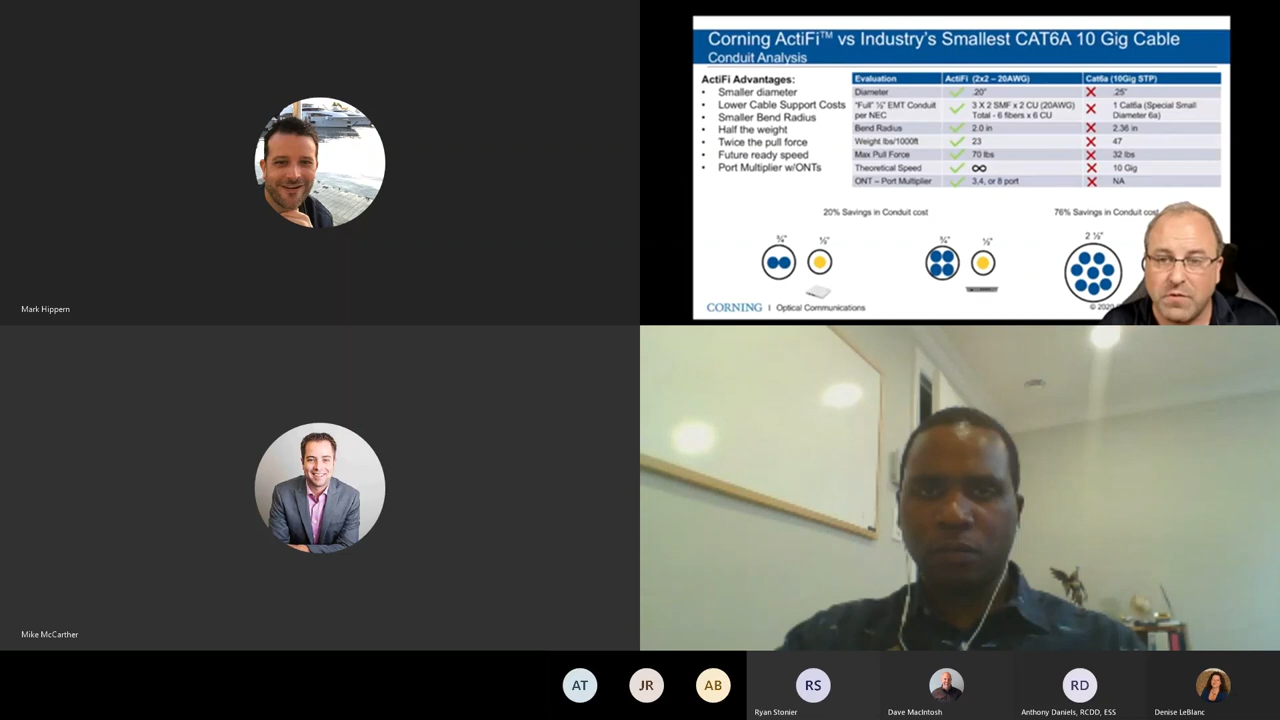 Corning ActiFi™ vs Industry's Smallest CAT6A 10 Gig Cable
Conduit Analysis
ActiFi Advantages:
• Smaller diameter
• Lower Cable Support Costs
• Smaller Bend Radius
• Half the weight
• Twice the pull force
• Future ready speed
• Port Multiplier w/ONTs
Evaluation ActiFi (2x2 – 20AWG) Cat6a (10Gig STP)
Diameter .20" .25"
"Full" ½" EMT Conduit per NEC 3 X 2 SMF x 2 CU (20AWG) Total - 6 fibers x 6 CU 1 Cat6a (Special Small Diameter 6a)
Bend Radius 2.0 in 2.36 in
Weight lbs/1000ft 23 47
Max Pull Force 70 lbs 32 lbs
Theoretical Speed ∞ 10 Gig
ONT – Port Multiplier 3,4, or 8 port NA
20% Savings in Conduit cost 76% Savings in Conduit cost
¾" ½" ¾" ½" 2 ½"
CORNING | Optical Communications © 2020
Mark Hippern
Mike McCarther
AT JR AB RS RD
Ryan Stonier Dave MacIntosh Anthony Daniels, RCDD, ESS Denise LeBlanc